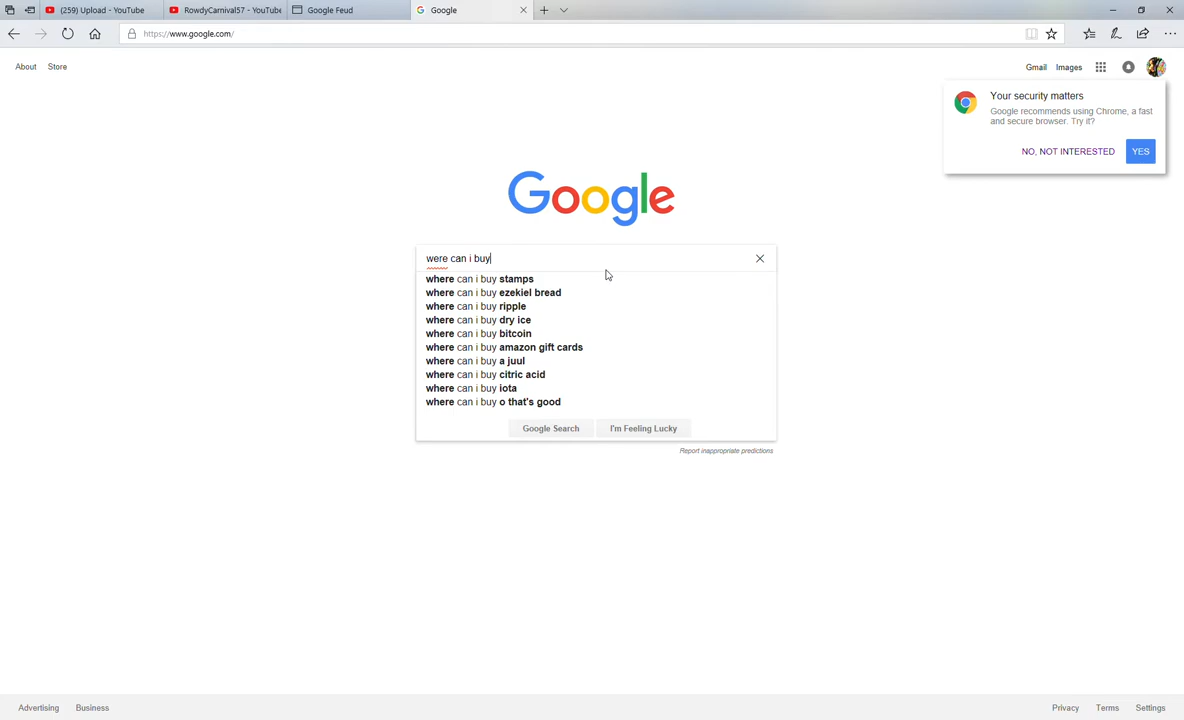 (259) Upload - YouTube
RowdyCarnival57 - YouTube
Google Feud
Google
https://www.google.com/
About Store
Gmail Images
Your security matters
Google recommends using Chrome, a fast
and secure browser. Try it?
NO, NOT INTERESTED YES
Google
were can i buy
where can i buy stamps
where can i buy ezekiel bread
where can i buy ripple
where can i buy dry ice
where can i buy bitcoin
where can i buy amazon gift cards
where can i buy a juul
where can i buy citric acid
where can i buy iota
where can i buy o that's good
Google Search I'm Feeling Lucky
Report inappropriate predictions
Advertising Business
Privacy Terms Settings